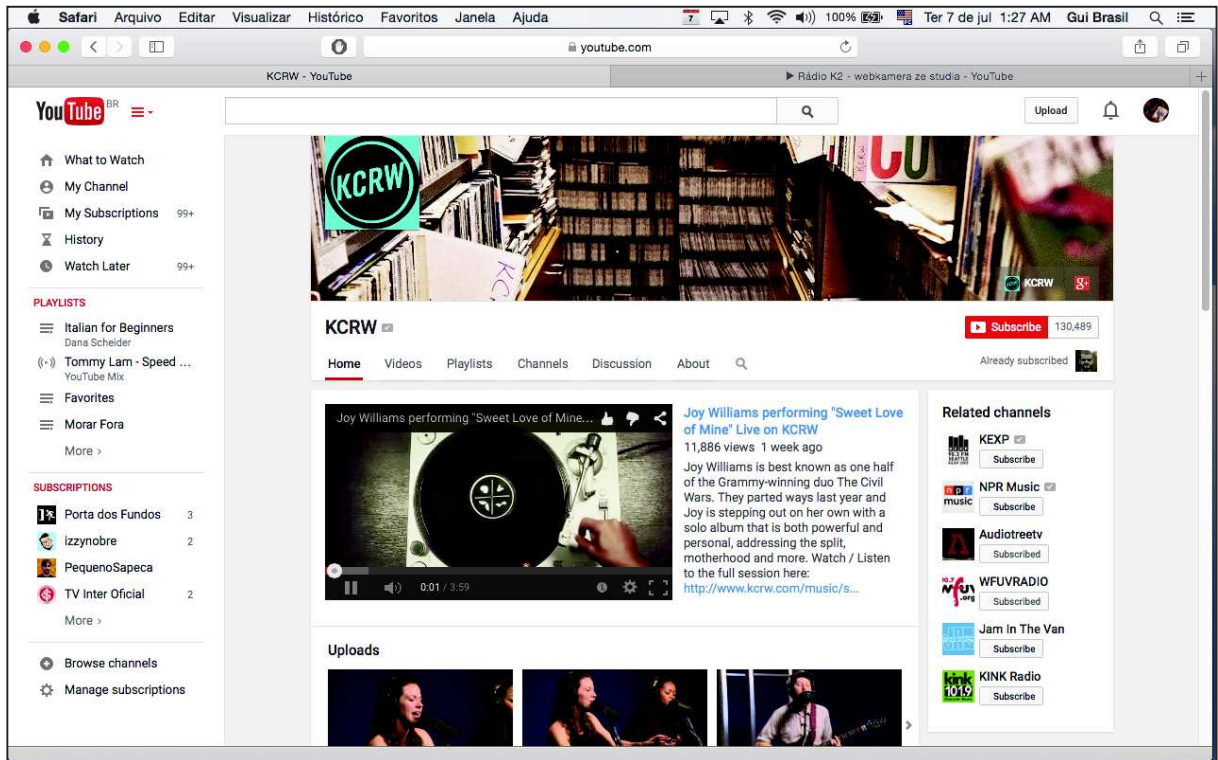 Safari Arquivo Editar Visualizar Histórico Favoritos Janela Ajuda 7 100% Ter 7 de jul 1:27 AM Gui Brasil
youtube.com
KCRW - YouTube
▶ Rádio K2 - webkamera ze studia - YouTube
YouTube BR
Upload
What to Watch
My Channel
My Subscriptions 99+
History
Watch Later 99+
PLAYLISTS
Italian for Beginners
Dana Scheider
Tommy Lam - Speed ...
YouTube Mix
Favorites
Morar Fora
More ›
SUBSCRIPTIONS
Porta dos Fundos 3
izzynobre 2
PequenoSapeca
TV Inter Oficial 2
More ›
Browse channels
Manage subscriptions
KCRW
KCRW
KCRW 8+
KCRW
Subscribe 130,489
Home Videos Playlists Channels Discussion About
Already subscribed
Joy Williams performing "Sweet Love of Mine...
0:01 / 3:59
Joy Williams performing "Sweet Love
of Mine" Live on KCRW
11,886 views 1 week ago
Joy Williams is best known as one half
of the Grammy-winning duo The Civil
Wars. They parted ways last year and
Joy is stepping out on her own with a
solo album that is both powerful and
personal, addressing the split,
motherhood and more. Watch / Listen
to the full session here:
http://www.kcrw.com/music/s...
Uploads
Related channels
KEXP
Subscribe
npr
music
NPR Music
Subscribe
Audiotreetv
Subscribed
wfuv
.org
WFUVRADIO
Subscribed
Jam In The Van
Subscribe
kink
101.9
KINK Radio
Subscribe